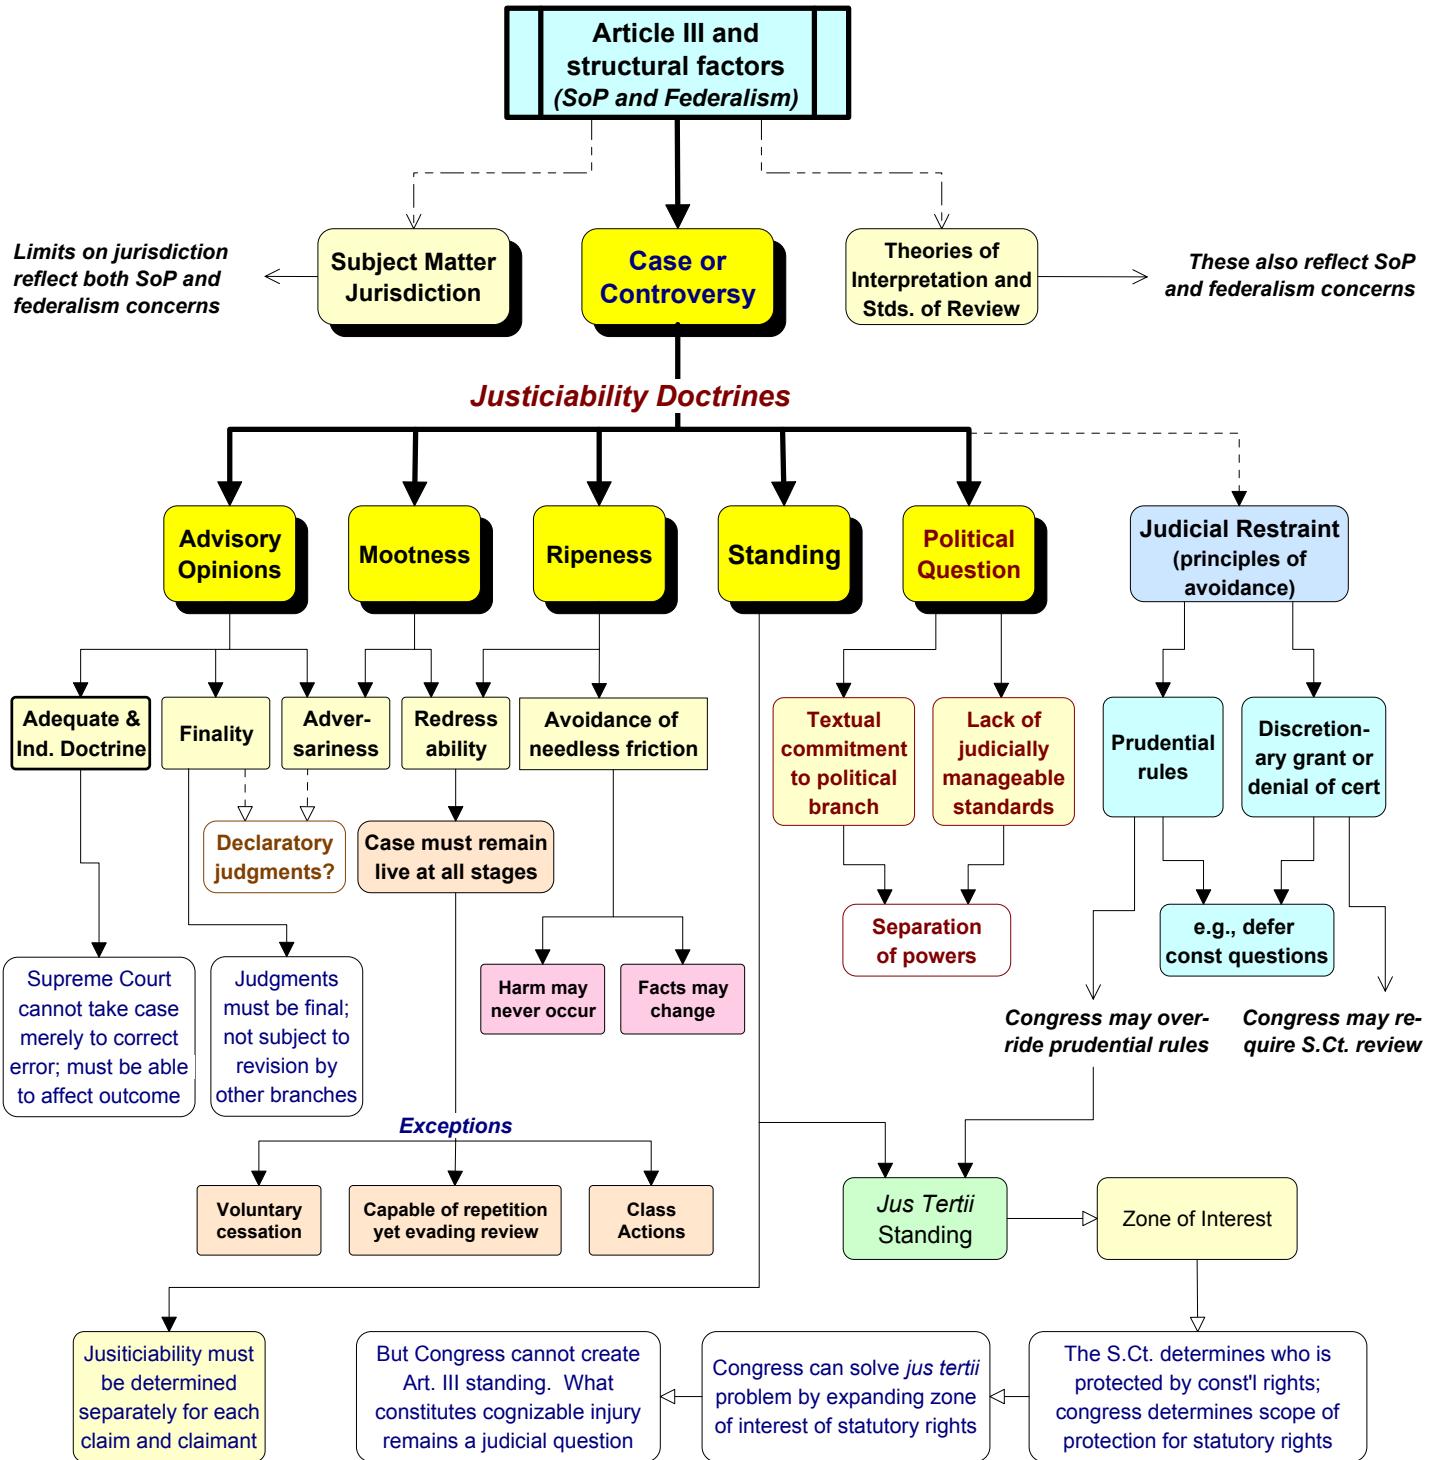 Article III and
structural factors
(SoP and Federalism)
Limits on jurisdiction
reflect both SoP and
federalism concerns
Subject Matter
Jurisdiction
Case or
Controversy
Theories of
Interpretation and
Stds. of Review
These also reflect SoP
and federalism concerns
Justiciability Doctrines
Advisory
Opinions
Mootness
Ripeness
Standing
Political
Question
Judicial Restraint
(principles of
avoidance)
Adequate &
Ind. Doctrine
Finality
Adver-
sariness
Redress
ability
Avoidance of
needless friction
Textual
commitment
to political
branch
Lack of
judicially
manageable
standards
Prudential
rules
Discretion-
ary grant or
denial of cert
Declaratory
judgments?
Case must remain
live at all stages
Separation
of powers
e.g., defer
const questions
Supreme Court
cannot take case
merely to correct
error; must be able
to affect outcome
Judgments
must be final;
not subject to
revision by
other branches
Harm may
never occur
Facts may
change
Congress may over-
ride prudential rules
Congress may re-
quire S.Ct. review
Exceptions
Voluntary
cessation
Capable of repetition
yet evading review
Class
Actions
Jus Tertii
Standing
Zone of Interest
Jusiticiability must
be determined
separately for each
claim and claimant
But Congress cannot create
Art. III standing. What
constitutes cognizable injury
remains a judicial question
Congress can solve jus tertii
problem by expanding zone
of interest of statutory rights
The S.Ct. determines who is
protected by const'l rights;
congress determines scope of
protection for statutory rights